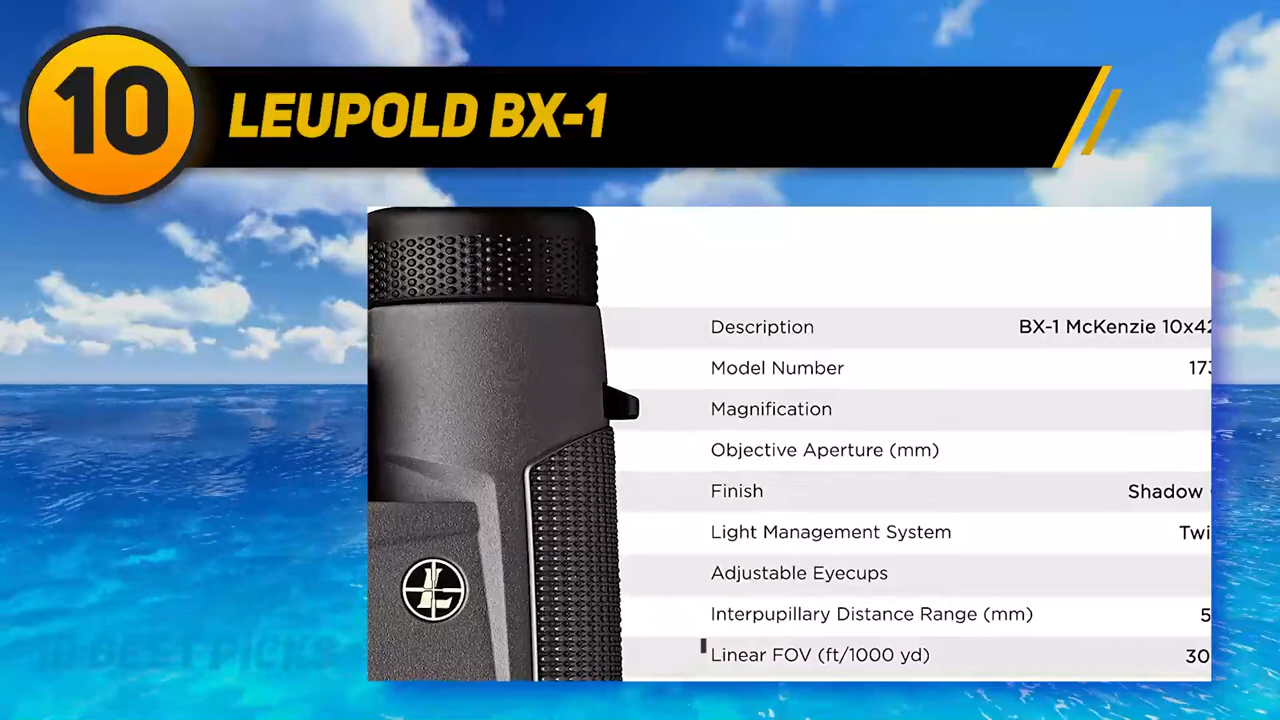 10
LEUPOLD BX-1
Description BX-1 McKenzie 10x42
Model Number
Magnification
Objective Aperture (mm)
Finish Shadow
Light Management System
Adjustable Eyecups
Interpupillary Distance Range (mm)
Linear FOV (ft/1000 yd)